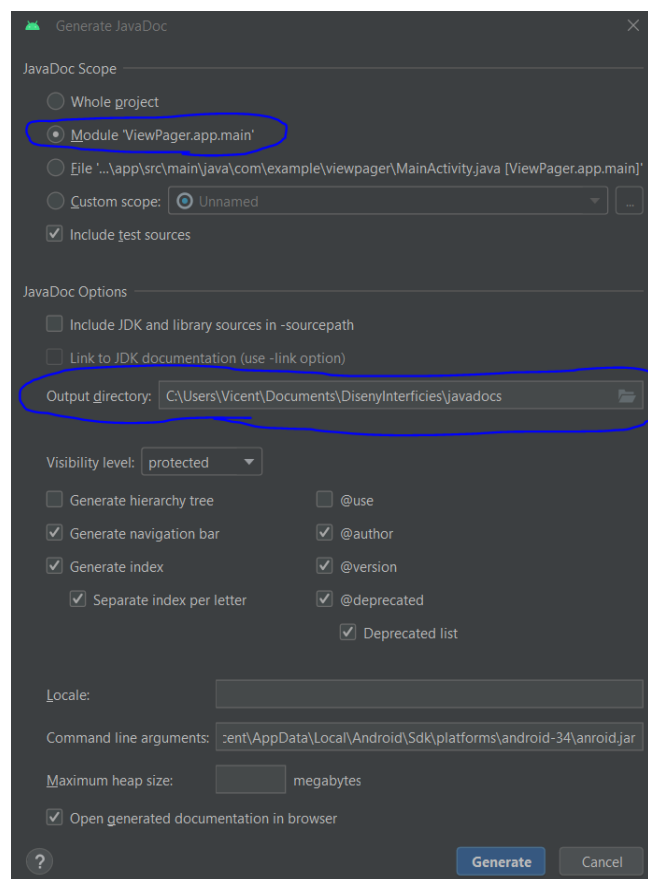 Generate JavaDoc
JavaDoc Scope
Whole project
Module 'ViewPager.app.main'
File '...\app\src\main\java\com\example\viewpager\MainActivity.java [ViewPager.app.main]'
Custom scope: Unnamed ...
Include test sources
JavaDoc Options
Include JDK and library sources in -sourcepath
Link to JDK documentation (use -link option)
Output directory: C:\Users\Vicent\Documents\DisenyInterficies\javadocs
Visibility level: protected
Generate hierarchy tree @use
Generate navigation bar @author
Generate index @version
Separate index per letter @deprecated
Deprecated list
Locale:
Command line arguments: :ent\AppData\Local\Android\Sdk\platforms\android-34\anroid.jar
Maximum heap size: megabytes
Open generated documentation in browser
? Generate Cancel